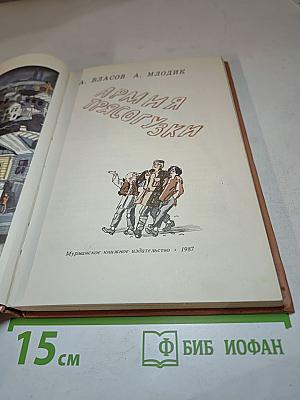 А. ВЛАСОВ А. МЛОДИК
АРМИЯ
ТРЯСОГУЗКИ
Мурманское книжное издательство • 1987
15 см
Ф БИБ ИОФАН